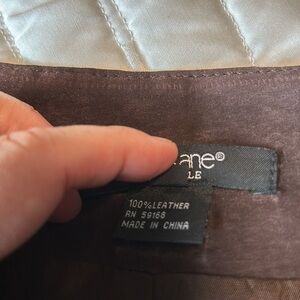 ane®
LE
100%LEATHER
RN 59168
MADE IN CHINA